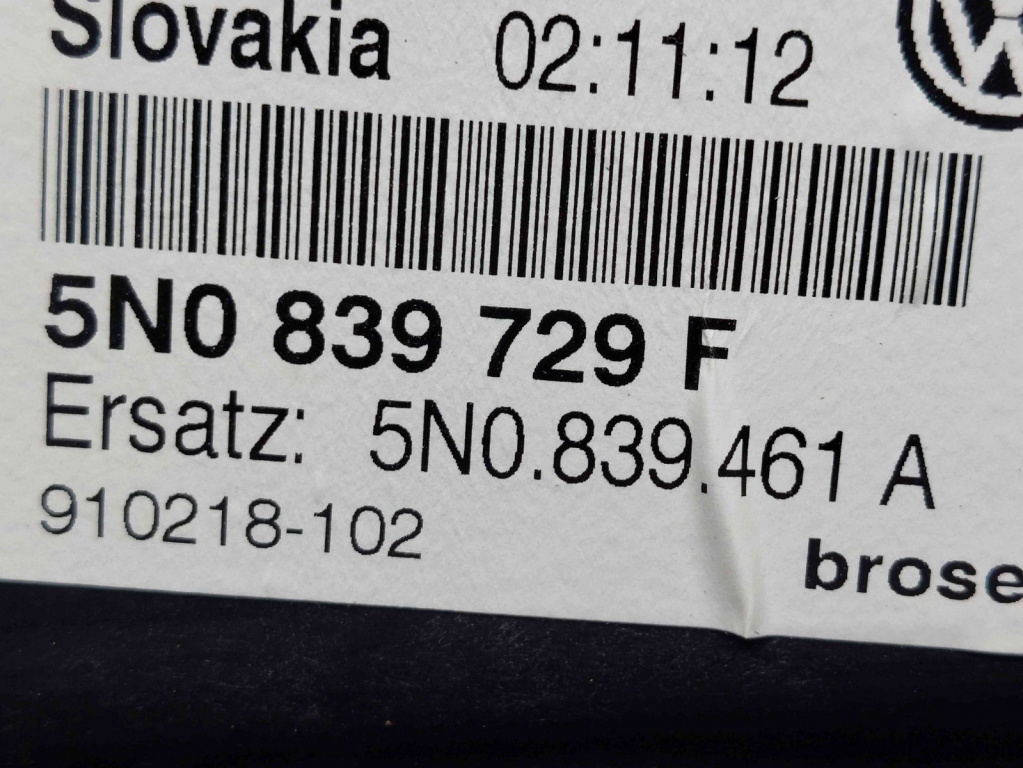 Slovakia 02:11:12
5N0 839 729 F
Ersatz: 5N0.839.461 A
910218-102
brose